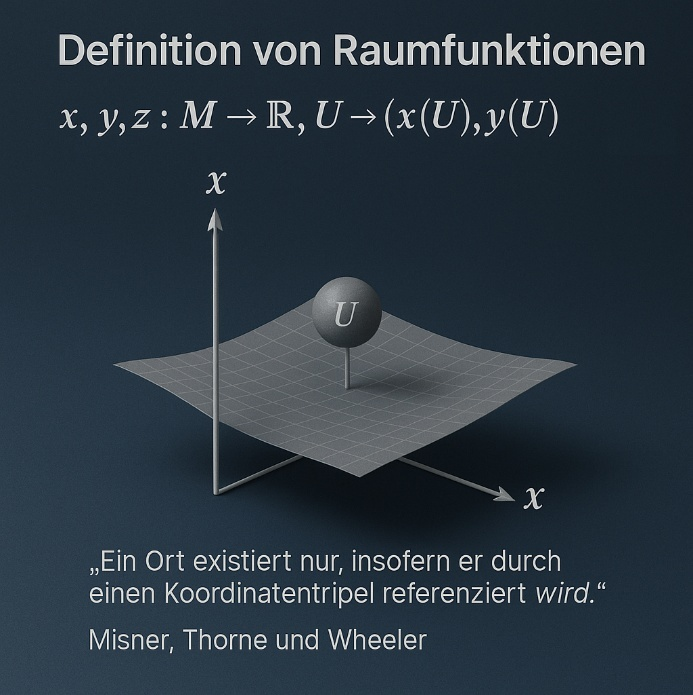 Definition von Raumfunktionen
x, y, z : M → ℝ, U → (x(U), y(U)
x
U
x
„Ein Ort existiert nur, insofern er durch
einen Koordinatentripel referenziert wird.“
Misner, Thorne und Wheeler